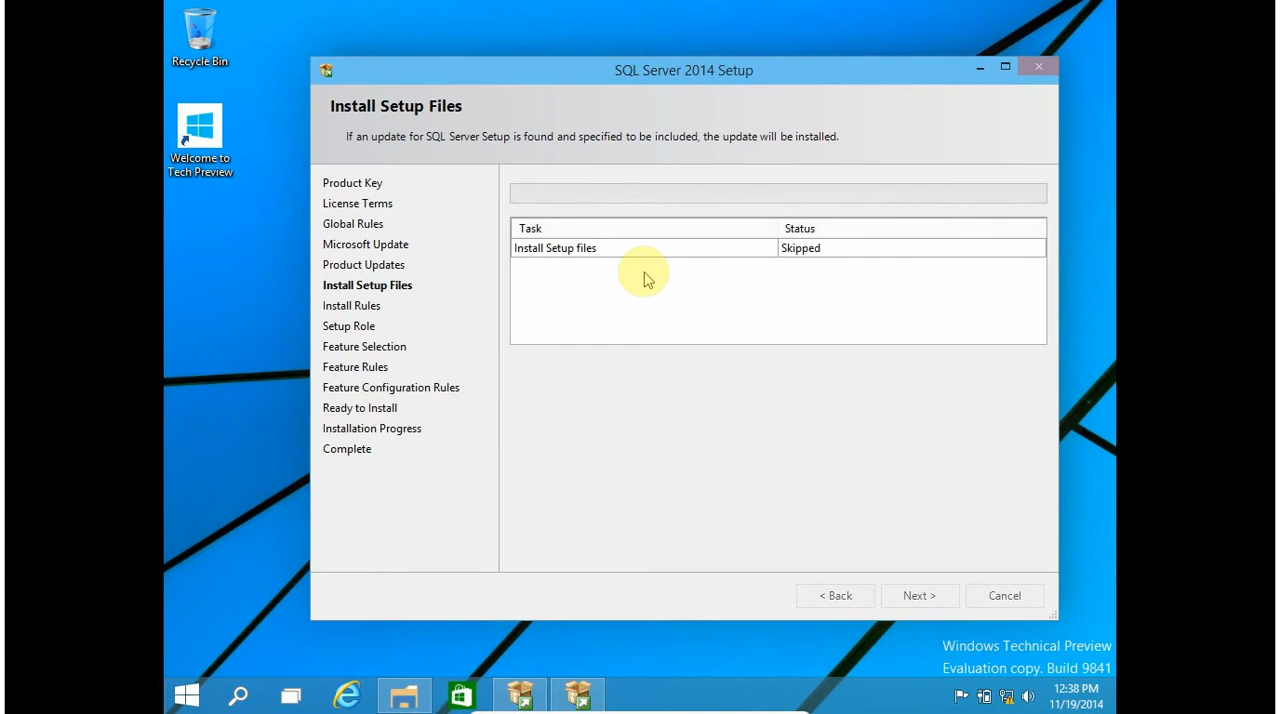 Recycle Bin
Welcome to
Tech Preview
SQL Server 2014 Setup
Install Setup Files
If an update for SQL Server Setup is found and specified to be included, the update will be installed.
Product Key
License Terms
Global Rules
Microsoft Update
Product Updates
Install Setup Files
Install Rules
Setup Role
Feature Selection
Feature Rules
Feature Configuration Rules
Ready to Install
Installation Progress
Complete
Task Status
Install Setup files Skipped
< Back Next > Cancel
Windows Technical Preview
Evaluation copy. Build 9841
12:38 PM
11/19/2014